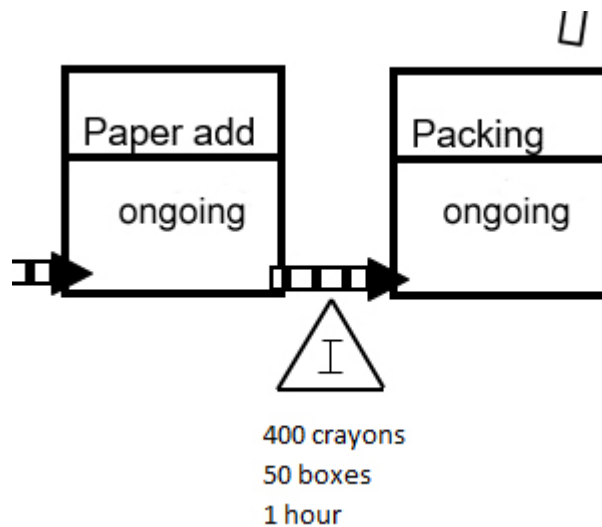 Paper add
Packing
ongoing
ongoing
I
400 crayons
50 boxes
1 hour